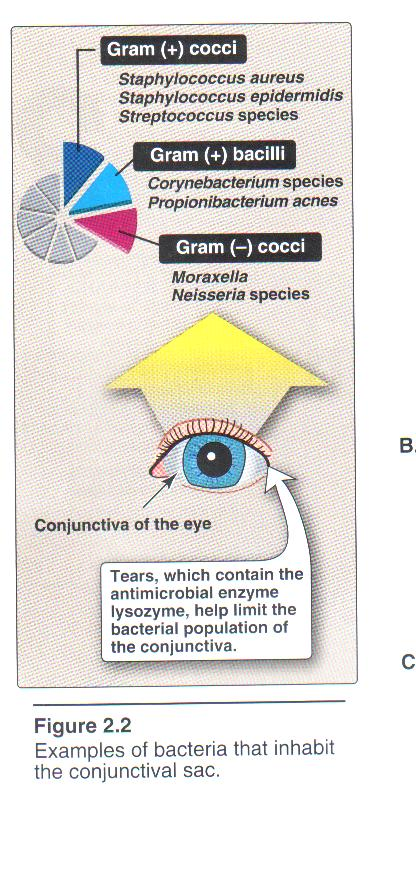 Gram (+) cocci
Staphylococcus aureus
Staphylococcus epidermidis
Streptococcus species
Gram (+) bacilli
Corynebacterium species
Propionibacterium acnes
Gram (–) cocci
Moraxella
Neisseria species
B.
Conjunctiva of the eye
Tears, which contain the
antimicrobial enzyme
lysozyme, help limit the
bacterial population of
the conjunctiva.
C
Figure 2.2
Examples of bacteria that inhabit
the conjunctival sac.